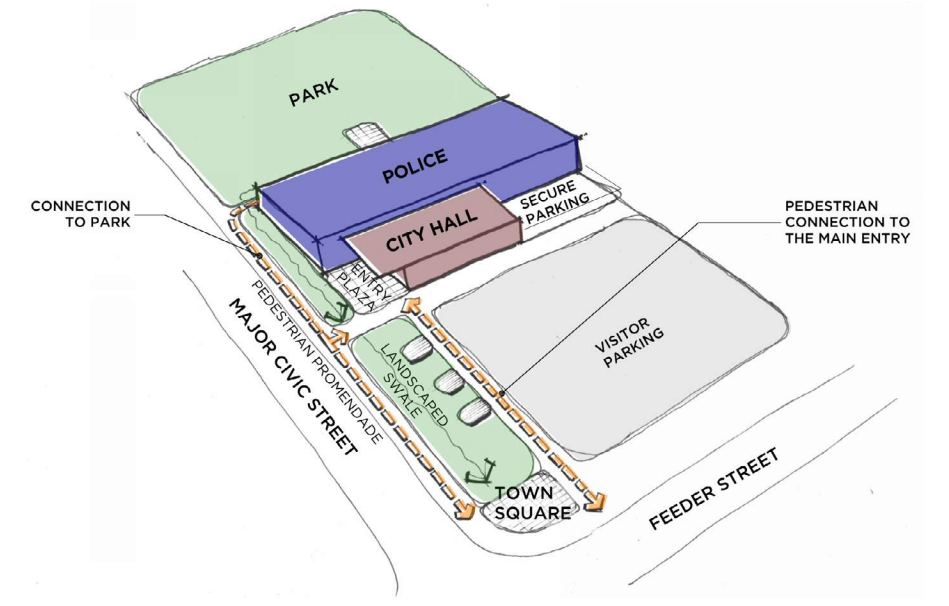 PARK
POLICE
CITY HALL
SECURE
PARKING
CONNECTION
TO PARK
PEDESTRIAN
CONNECTION TO
THE MAIN ENTRY
ENTRY
PLAZA
PEDESTRIAN PROMENDADE
MAJOR CIVIC STREET
LANDSCAPED
SWALE
VISITOR
PARKING
TOWN
SQUARE
FEEDER STREET